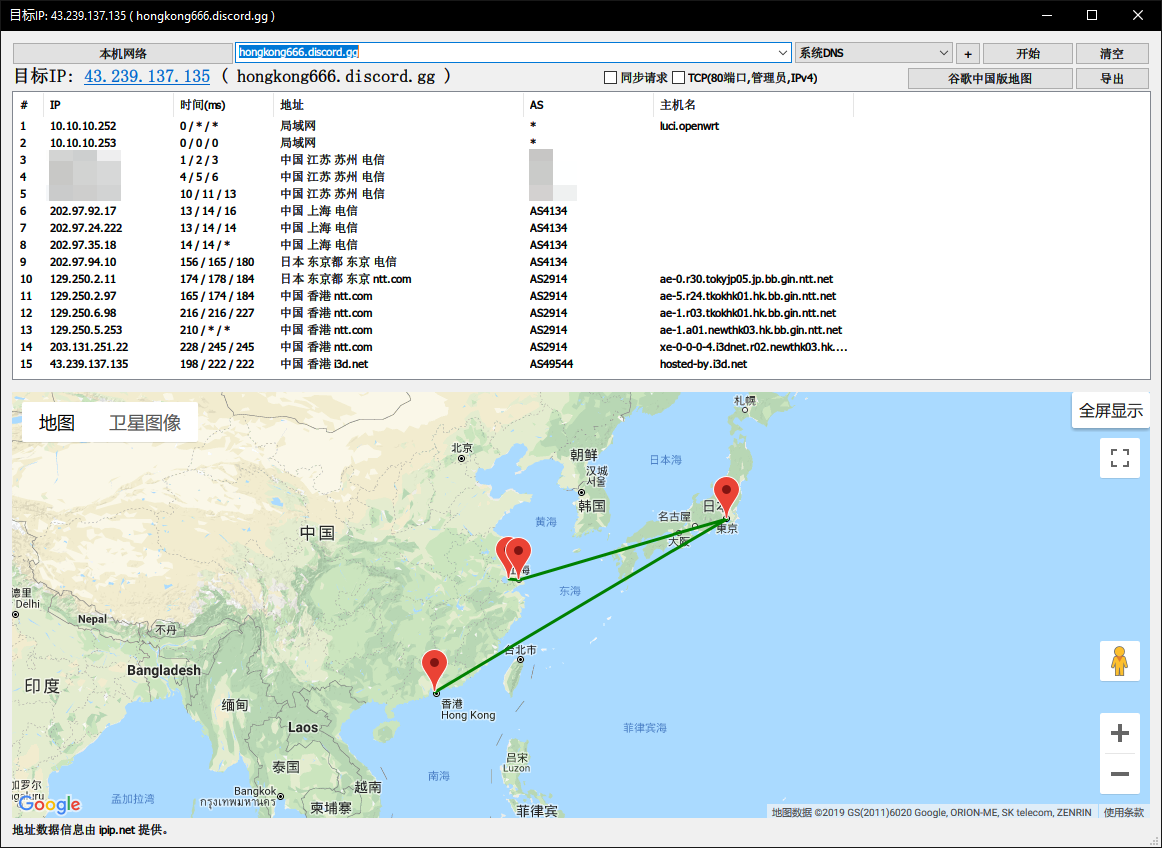 目标IP: 43.239.137.135 ( hongkong666.discord.gg )
本机网络 hongkong666.discord.gg 系统DNS + 开始 清空
目标IP: 43.239.137.135 ( hongkong666.discord.gg ) 同步请求 TCP(80端口,管理员,IPv4) 谷歌中国版地图 导出
# IP 时间(ms) 地址 AS 主机名
1 10.10.10.252 0 / * / * 局域网 * luci.openwrt
2 10.10.10.253 0 / 0 / 0 局域网 *
3 1 / 2 / 3 中国 江苏 苏州 电信
4 4 / 5 / 6 中国 江苏 苏州 电信
5 10 / 11 / 13 中国 江苏 苏州 电信
6 202.97.92.17 13 / 14 / 16 中国 上海 电信 AS4134
7 202.97.24.222 13 / 14 / 14 中国 上海 电信 AS4134
8 202.97.35.18 14 / 14 / * 中国 上海 电信 AS4134
9 202.97.94.10 156 / 165 / 180 日本 东京都 东京 电信 AS4134
10 129.250.2.11 174 / 178 / 184 日本 东京都 东京 ntt.com AS2914 ae-0.r30.tokyjp05.jp.bb.gin.ntt.net
11 129.250.2.97 165 / 174 / 184 中国 香港 ntt.com AS2914 ae-5.r24.tkokhk01.hk.bb.gin.ntt.net
12 129.250.6.98 216 / 216 / 227 中国 香港 ntt.com AS2914 ae-1.r03.tkokhk01.hk.bb.gin.ntt.net
13 129.250.5.253 210 / * / * 中国 香港 ntt.com AS2914 ae-1.a01.newthk03.hk.bb.gin.ntt.net
14 203.131.251.22 228 / 245 / 245 中国 香港 ntt.com AS2914 xe-0-0-0-4.i3dnet.r02.newthk03.hk....
15 43.239.137.135 198 / 222 / 222 中国 香港 i3d.net AS49544 hosted-by.i3d.net
地图 卫星图像 全屏显示
札幌
北京
朝鲜
日本海
汉城
서울
韩国
名古屋
大阪
東京
黄海
中国
东海
德里
Delhi
Nepal
不丹
台北市
Bangladesh
印度
缅甸
香港
Hong Kong
Laos
菲律宾海
泰国
吕宋
Luzon
南海
越南
Bangkok
กรุงเทพมหานคร
孟加拉湾
柬埔寨
菲律宾
Google
地图数据 ©2019 GS(2011)6020 Google, ORION-ME, SK telecom, ZENRIN 使用条款
地址数据信息由 ipip.net 提供。